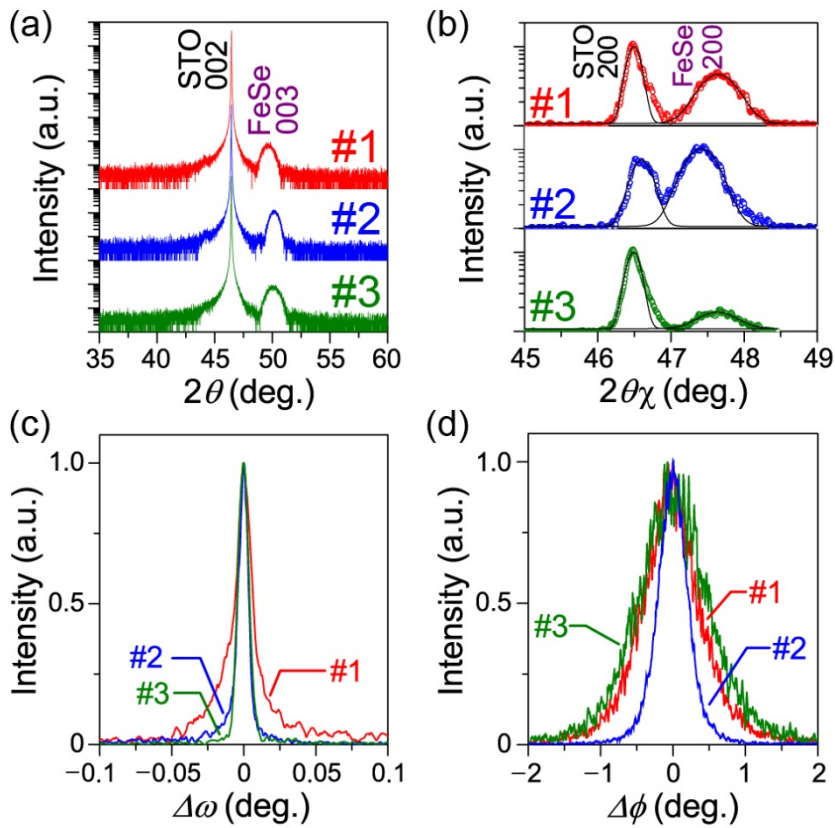 (a)
Intensity (a.u.)
STO
002
FeSe
003
#1
#2
#3
35 40 45 50 55 60
2θ (deg.)
(b)
Intensity (a.u.)
STO
200
FeSe
200
#1
#2
#3
45 46 47 48 49
2θχ (deg.)
(c)
Intensity (a.u.)
1.0
0.5
0
#2
#3
#1
−0.1 −0.05 0 0.05 0.1
Δω (deg.)
(d)
Intensity (a.u.)
1.0
0.5
0
#3
#1
#2
−2 −1 0 1 2
Δϕ (deg.)